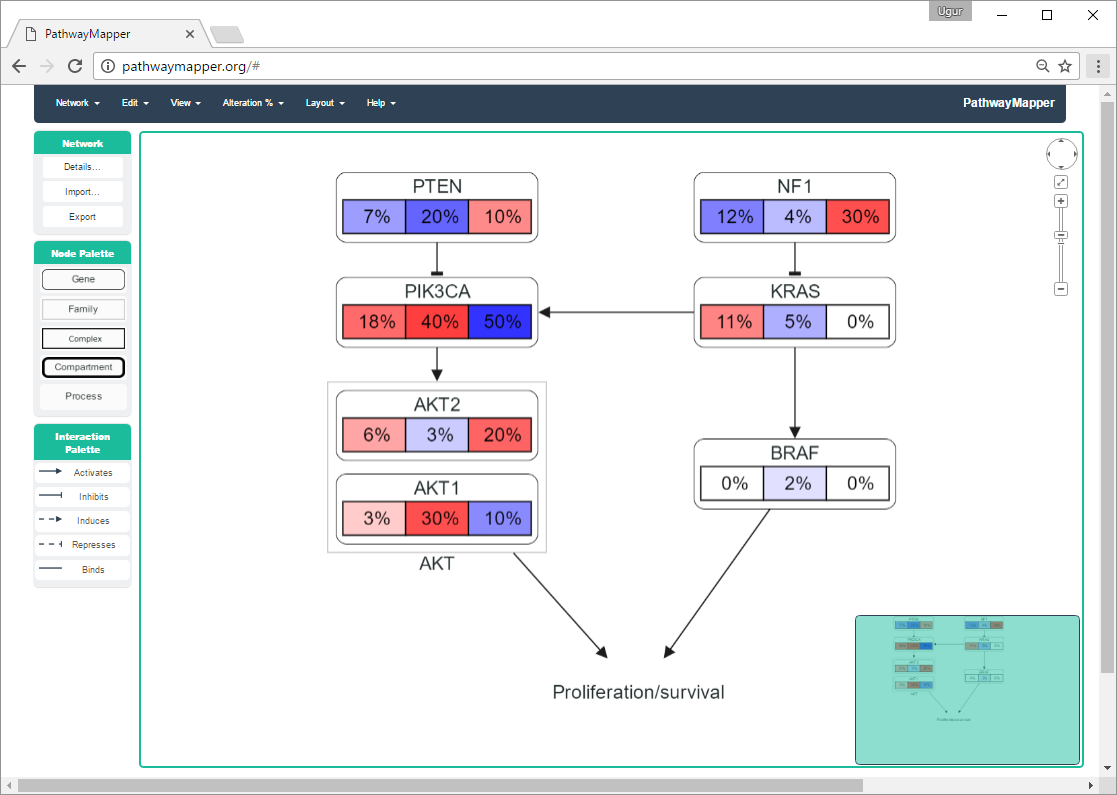 Ugur
PathwayMapper
pathwaymapper.org/#
Network Edit View Alteration % Layout Help PathwayMapper
Network
Details...
Import...
Export
Node Palette
Gene
Family
Complex
Compartment
Process
Interaction
Palette
Activates
Inhibits
Induces
Represses
Binds
PTEN
7% 20% 10%
NF1
12% 4% 30%
PIK3CA
18% 40% 50%
KRAS
11% 5% 0%
AKT2
6% 3% 20%
BRAF
0% 2% 0%
AKT1
3% 30% 10%
AKT
Proliferation/survival